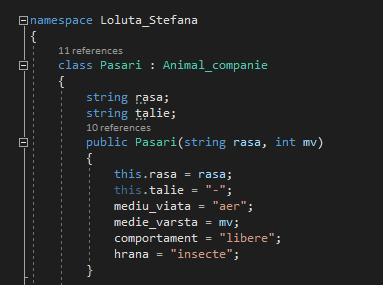 namespace Loluta_Stefana
{
11 references
class Pasari : Animal_companie
{
string rasa;
string talie;
10 references
public Pasari(string rasa, int mv)
{
this.rasa = rasa;
this.talie = "-";
mediu_viata = "aer";
medie_varsta = mv;
comportament = "libere";
hrana = "insecte";
}